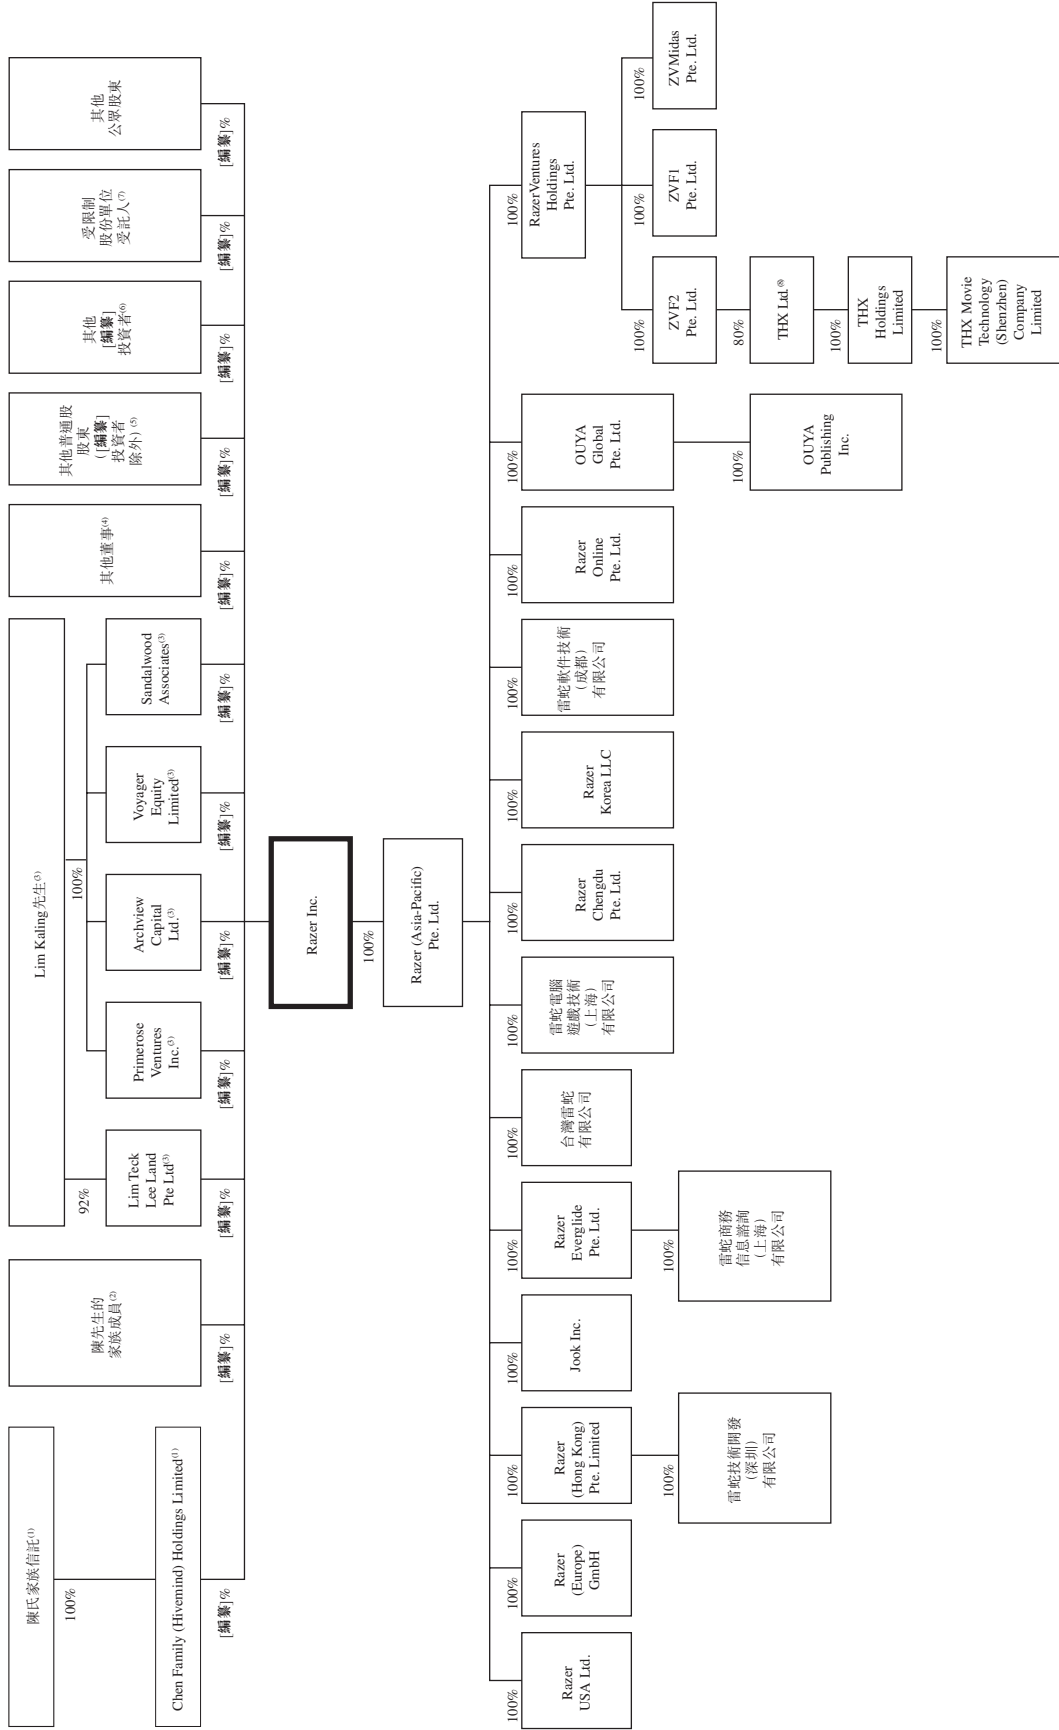 陳氏家族信託(1)
100%
Chen Family (Hivemind) Holdings Limited(1)
[編纂]%
陳先生的
家族成員(2)
[編纂]%
Lim Kaling先生(3)
92%
100%
Lim Teck
Lee Land
Pte Ltd(3)
[編纂]%
Primerose
Ventures
Inc.(3)
[編纂]%
Archview
Capital
Ltd.(3)
[編纂]%
Voyager
Equity
Limited(3)
[編纂]%
Sandalwood
Associates(3)
[編纂]%
其他董事(4)
[編纂]%
其他普通股
股東
([編纂]
投資者
除外)(5)
[編纂]%
其他
[編纂]
投資者(6)
[編纂]%
受限制
股份單位
受託人(7)
[編纂]%
其他
公眾股東
[編纂]%
Razer Inc.
100%
Razer (Asia-Pacific)
Pte. Ltd.
100%
Razer
USA Ltd.
100%
Razer
(Europe)
GmbH
100%
Razer
(Hong Kong)
Pte. Limited
100%
雷蛇技術開發
(深圳)
有限公司
100%
Jook Inc.
100%
Razer
Everglide
Pte. Ltd.
100%
雷蛇商務
信息諮詢
(上海)
有限公司
100%
台灣雷蛇
有限公司
100%
雷蛇電腦
遊戲技術
(上海)
有限公司
100%
Razer
Chengdu
Pte. Ltd.
100%
Razer
Korea LLC
100%
雷蛇軟件技術
(成都)
有限公司
100%
Razer
Online
Pte. Ltd.
100%
OUYA
Global
Pte. Ltd.
100%
OUYA
Publishing
Inc.
100%
RazerVentures
Holdings
Pte. Ltd.
100%
ZVF2
Pte. Ltd.
80%
THX Ltd.(8)
100%
THX
Holdings
Limited
100%
THX Movie
Technology
(Shenzhen)
Company
Limited
100%
ZVF1
Pte. Ltd.
100%
ZVMidas
Pte. Ltd.